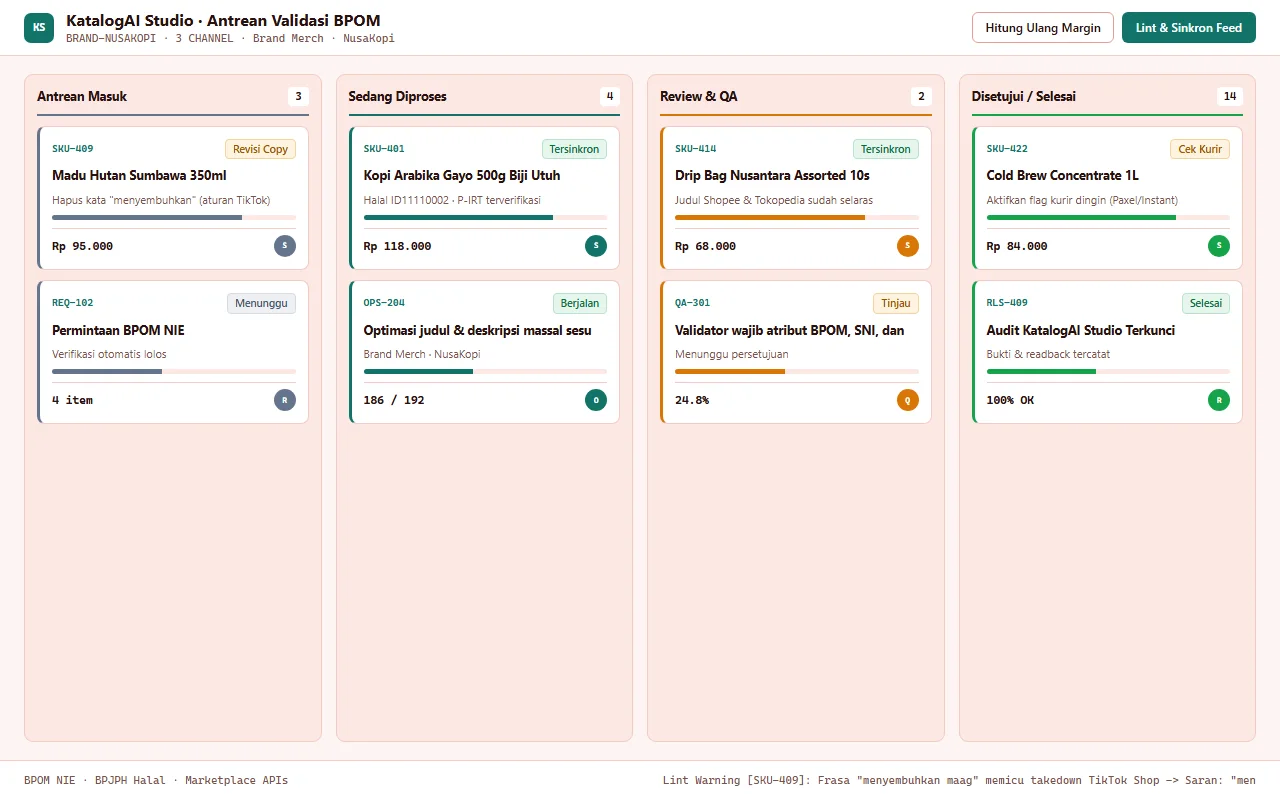 KS
KatalogAI Studio · Antrean Validasi BPOM
BRAND-NUSAKOPI · 3 CHANNEL · Brand Merch · NusaKopi
Hitung Ulang Margin
Lint & Sinkron Feed
Antrean Masuk 3
SKU-409 Revisi Copy
Madu Hutan Sumbawa 350ml
Hapus kata "menyembuhkan" (aturan TikTok)
Rp 95.000 S
REQ-102 Menunggu
Permintaan BPOM NIE
Verifikasi otomatis lolos
4 item R
Sedang Diproses 4
SKU-401 Tersinkron
Kopi Arabika Gayo 500g Biji Utuh
Halal ID11110002 · P-IRT terverifikasi
Rp 118.000 S
OPS-204 Berjalan
Optimasi judul & deskripsi massal sesu
Brand Merch · NusaKopi
186 / 192 O
Review & QA 2
SKU-414 Tersinkron
Drip Bag Nusantara Assorted 10s
Judul Shopee & Tokopedia sudah selaras
Rp 68.000 S
QA-301 Tinjau
Validator wajib atribut BPOM, SNI, dan
Menunggu persetujuan
24.8% Q
Disetujui / Selesai 14
SKU-422 Cek Kurir
Cold Brew Concentrate 1L
Aktifkan flag kurir dingin (Paxel/Instant)
Rp 84.000 S
RLS-409 Selesai
Audit KatalogAI Studio Terkunci
Bukti & readback tercatat
100% OK R
BPOM NIE · BPJPH Halal · Marketplace APIs
Lint Warning [SKU-409]: Frasa "menyembuhkan maag" memicu takedown TikTok Shop -> Saran: "men